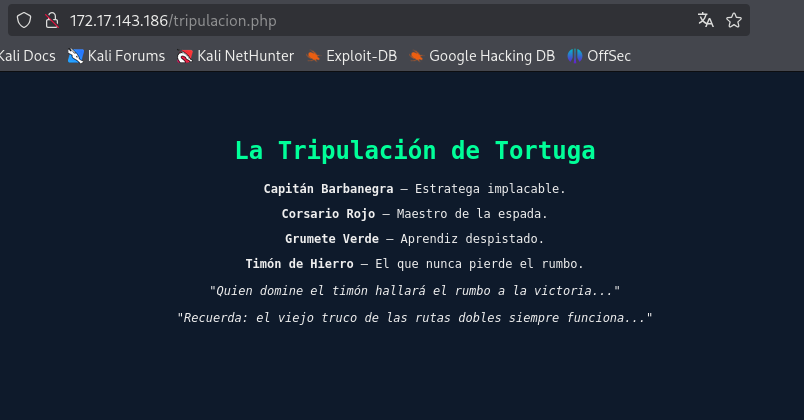 172.17.143.186/tripulacion.php
Kali Docs Kali Forums Kali NetHunter Exploit-DB Google Hacking DB OffSec
La Tripulación de Tortuga
Capitán Barbanegra — Estratega implacable.
Corsario Rojo — Maestro de la espada.
Grumete Verde — Aprendiz despistado.
Timón de Hierro — El que nunca pierde el rumbo.
"Quien domine el timón hallará el rumbo a la victoria..."
"Recuerda: el viejo truco de las rutas dobles siempre funciona..."